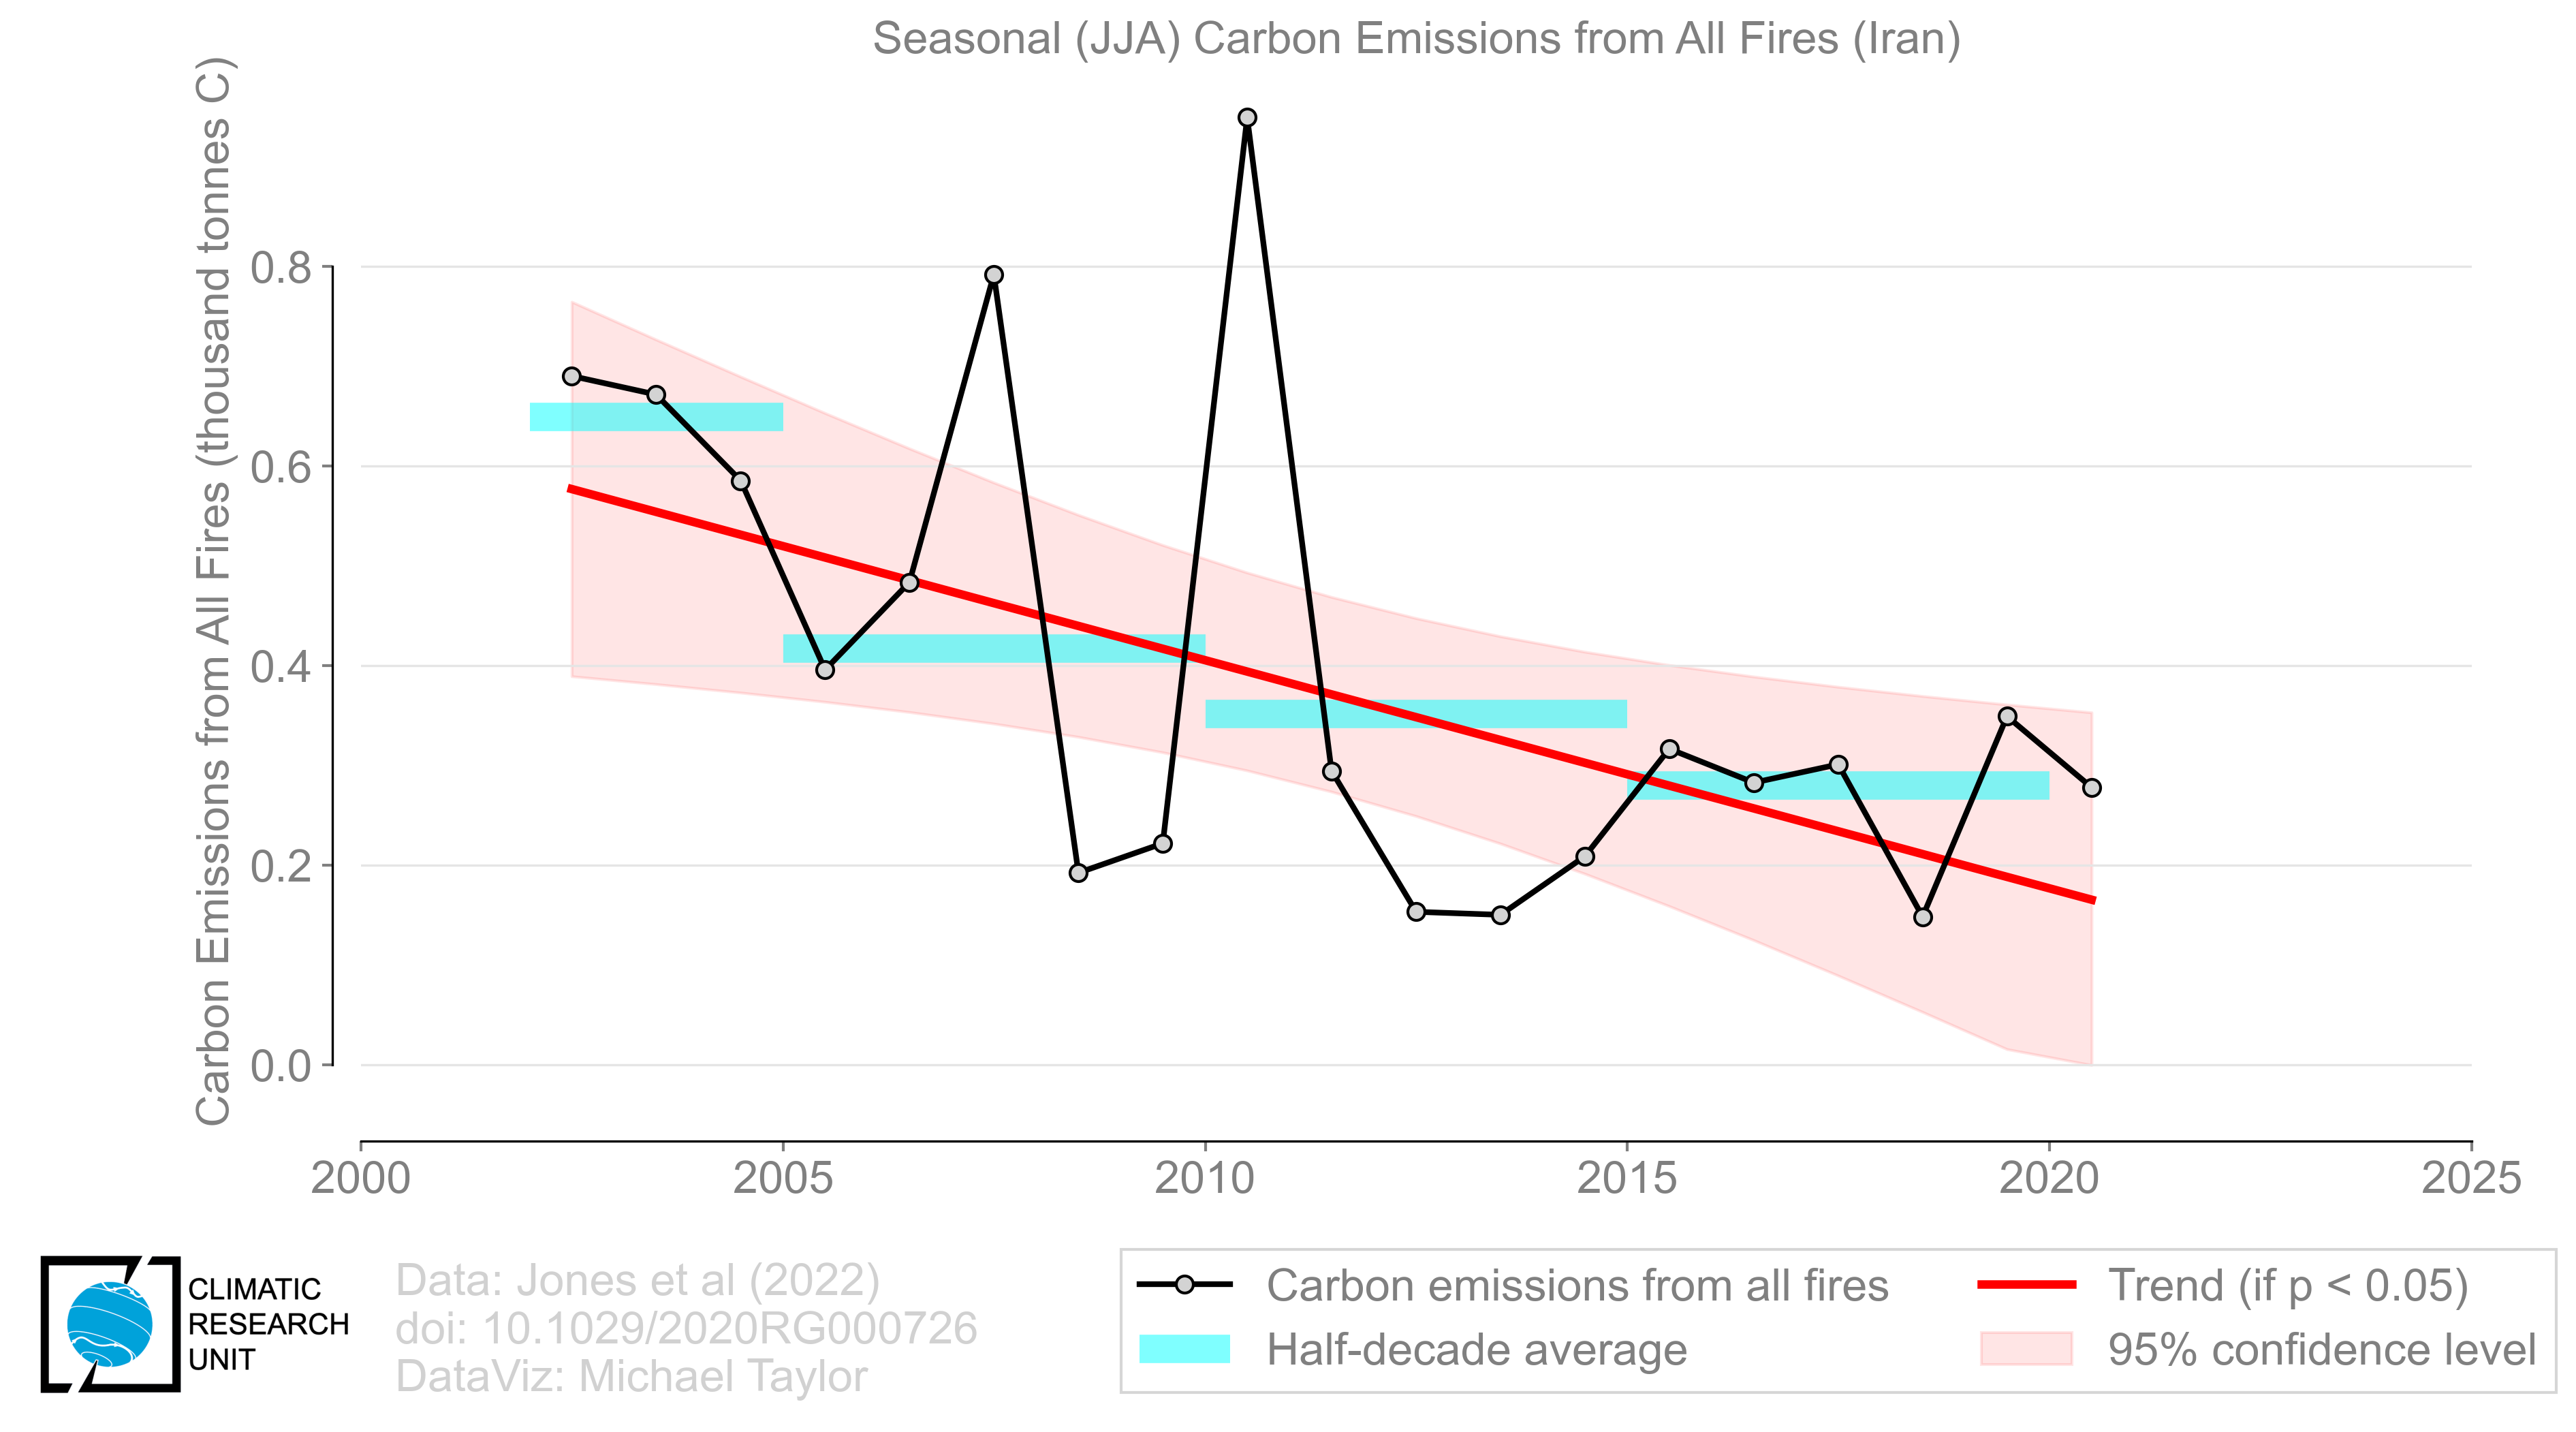 Seasonal (JJA) Carbon Emissions from All Fires (Iran)
Carbon Emissions from All Fires (thousand tonnes C)
0.8
0.6
0.4
0.2
0.0
2000 2005 2010 2015 2020 2025
CLIMATIC
RESEARCH
UNIT
Data: Jones et al (2022)
doi: 10.1029/2020RG000726
DataViz: Michael Taylor
Carbon emissions from all fires
Half-decade average
Trend (if p < 0.05)
95% confidence level